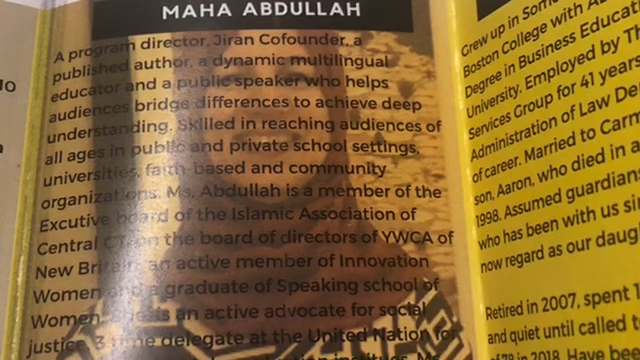 MAHA ABDULLAH
A program director, Jiran Cofounder, a
published author, a dynamic multilingual
educator and a public speaker who helps
audiences bridge differences to achieve deep
understanding. Skilled in reaching audiences of
all ages in public and private school settings,
universities, faith-based and community
organizations. Ms. Abdullah is a member of the
Excutive board of the Islamic Association of
Central CT, on the board of directors of YWCA of
New Britain, an active member of Innovation
Women and a graduate of Speaking school of
Women. She is an active advocate for social
justice, 3 time delegate at the United Nation for
Grew up in Som
Boston College with
Degree in Business Educat
University. Employed by Th
Services Group for 41 years
Administration of Law De
of career. Married to Carm
son, Aaron, who died in a
1998. Assumed guardians
who has been with us si
now regard as our daug
Retired in 2007, spent 1
and quiet until called t
in 2018. Have bee